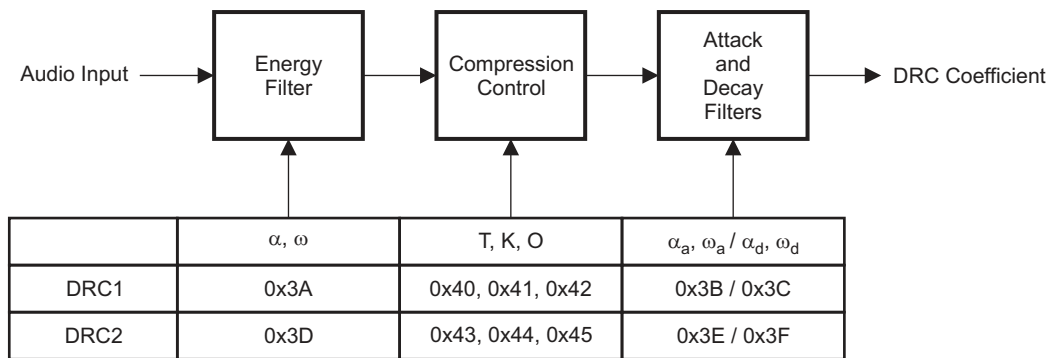 Audio Input
Energy
Filter
Compression
Control
Attack
and
Decay
Filters
DRC Coefficient
α, ω
T, K, O
αa, ωa / αd, ωd
DRC1
0x3A
0x40, 0x41, 0x42
0x3B / 0x3C
DRC2
0x3D
0x43, 0x44, 0x45
0x3E / 0x3F